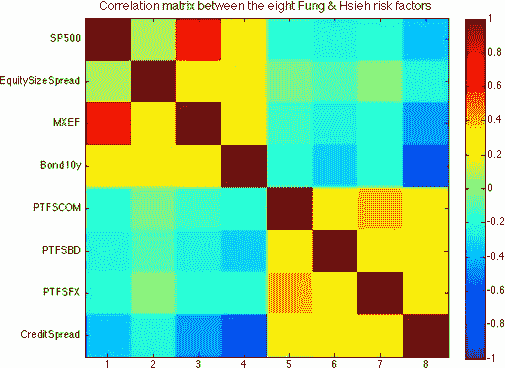 Correlation matrix between the eight Fung & Hsieh risk factors
SP500
EquitySizeSpread
MXEF
Bond10y
PTFSCOM
PTFSBD
PTFSFX
CreditSpread
1 2 3 4 5 6 7 8
1
0.8
0.6
0.4
0.2
0
-0.2
-0.4
-0.6
-0.8
-1